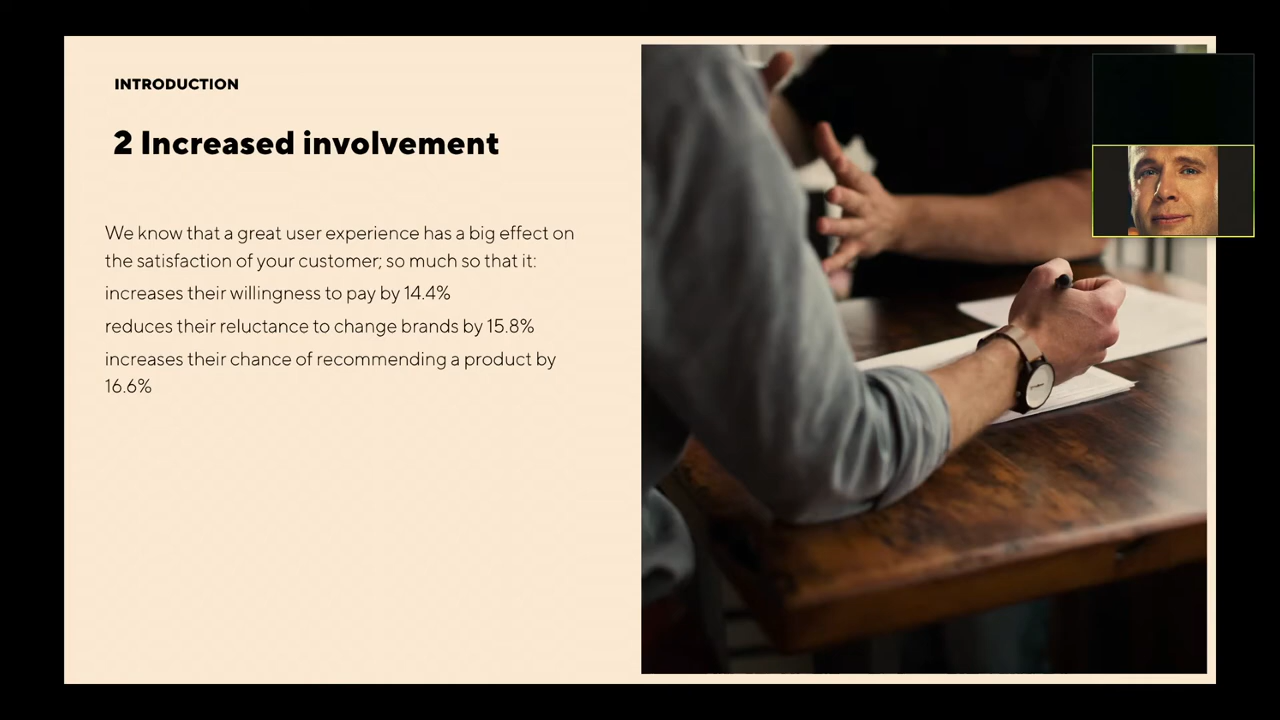 INTRODUCTION
2 Increased involvement
We know that a great user experience has a big effect on
the satisfaction of your customer; so much so that it:
increases their willingness to pay by 14.4%
reduces their reluctance to change brands by 15.8%
increases their chance of recommending a product by
16.6%